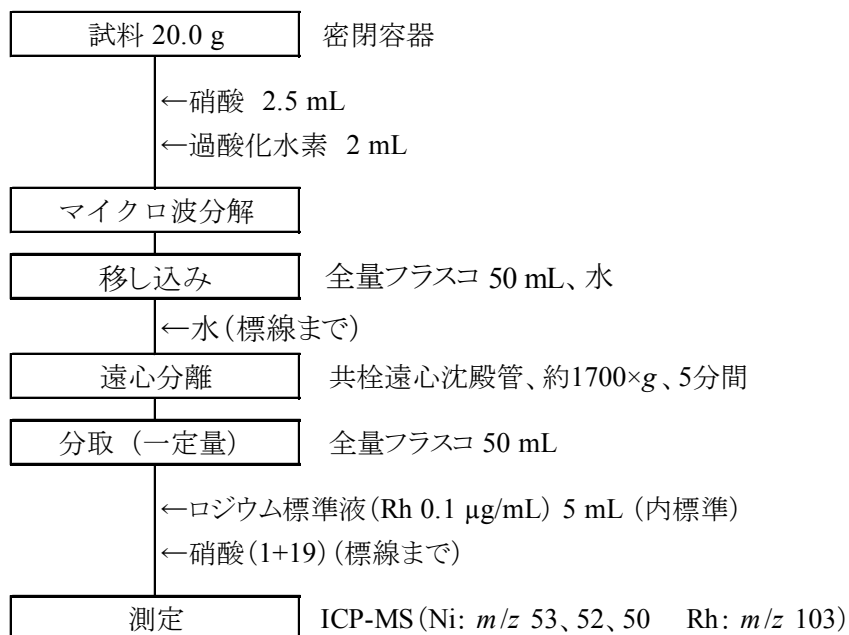 試料 20.0 g 密閉容器
←硝酸 2.5 mL
←過酸化水素 2 mL
マイクロ波分解
移し込み 全量フラスコ 50 mL、水
←水（標線まで）
遠心分離 共栓遠心沈殿管、約1700×g、5分間
分取（一定量） 全量フラスコ 50 mL
←ロジウム標準液（Rh 0.1 μg/mL） 5 mL （内標準）
←硝酸（1+19）（標線まで）
測定 ICP-MS（Ni: m/z 53、52、50 Rh: m/z 103）